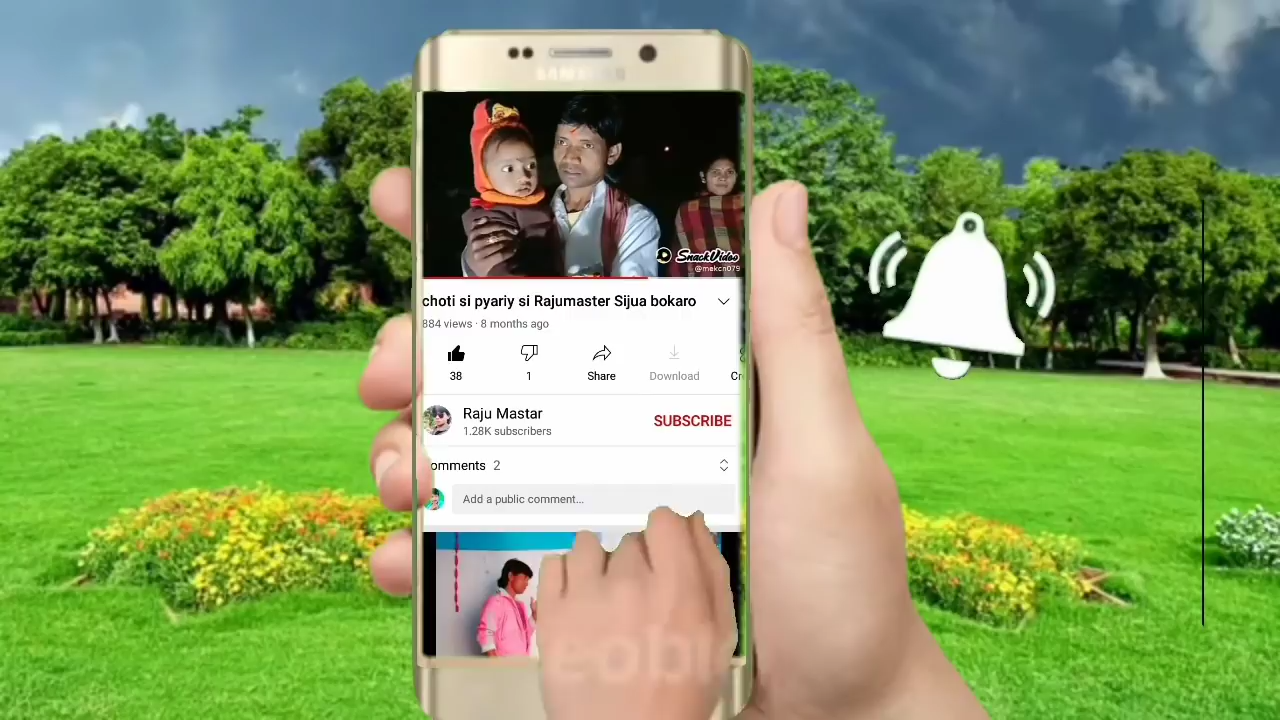 SAMSUNG
SnackVideo
@mekcn079
choti si pyariy si Rajumaster Sijua bokaro
884 views · 8 months ago
38
1
Share
Download
Cr
Raju Mastar
1.28K subscribers
SUBSCRIBE
omments 2
Add a public comment...